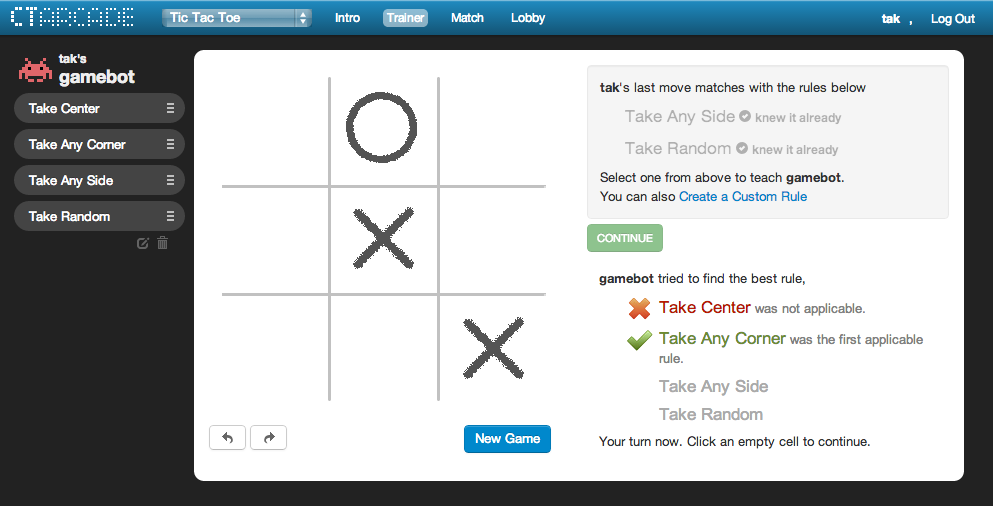 CTARCADE
Tic Tac Toe
Intro
Trainer
Match
Lobby
tak ,
Log Out
tak's
gamebot
Take Center
Take Any Corner
Take Any Side
Take Random
New Game
tak's last move matches with the rules below
Take Any Side knew it already
Take Random knew it already
Select one from above to teach gamebot.
You can also Create a Custom Rule
CONTINUE
gamebot tried to find the best rule,
Take Center was not applicable.
Take Any Corner was the first applicable
rule.
Take Any Side
Take Random
Your turn now. Click an empty cell to continue.